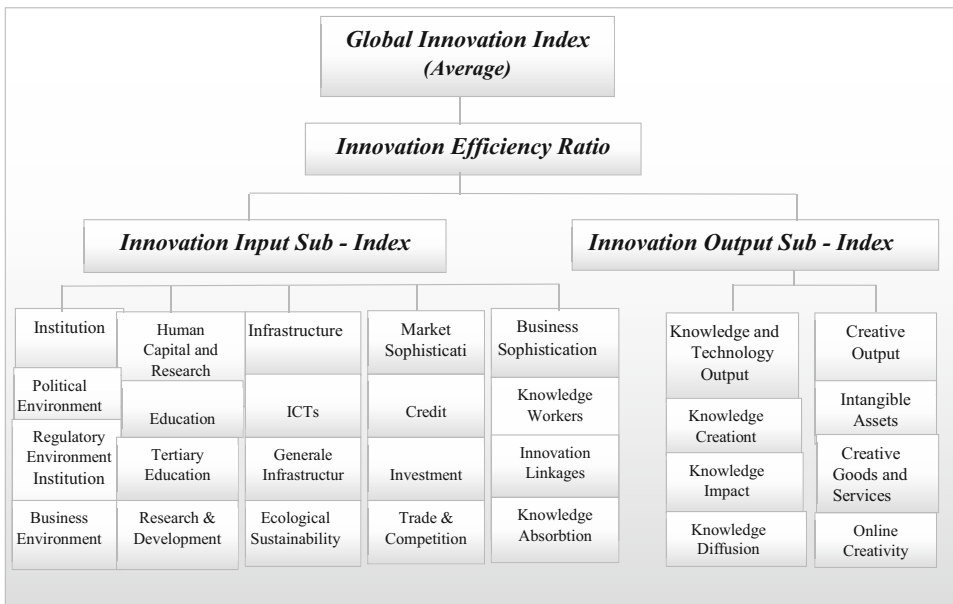 Global Innovation Index
(Average)
Innovation Efficiency Ratio
Innovation Input Sub - Index
Innovation Output Sub - Index
Institution
Political
Environment
Regulatory
Environment
Institution
Business
Environment
Human
Capital and
Research
Education
Tertiary
Education
Research &
Development
Infrastructure
ICTs
Generale
Infrastructur
Ecological
Sustainability
Market
Sophisticati
Credit
Investment
Trade &
Competition
Business
Sophistication
Knowledge
Workers
Innovation
Linkages
Knowledge
Absorbtion
Knowledge and
Technology
Output
Knowledge
Creationt
Knowledge
Impact
Knowledge
Diffusion
Creative
Output
Intangible
Assets
Creative
Goods and
Services
Online
Creativity